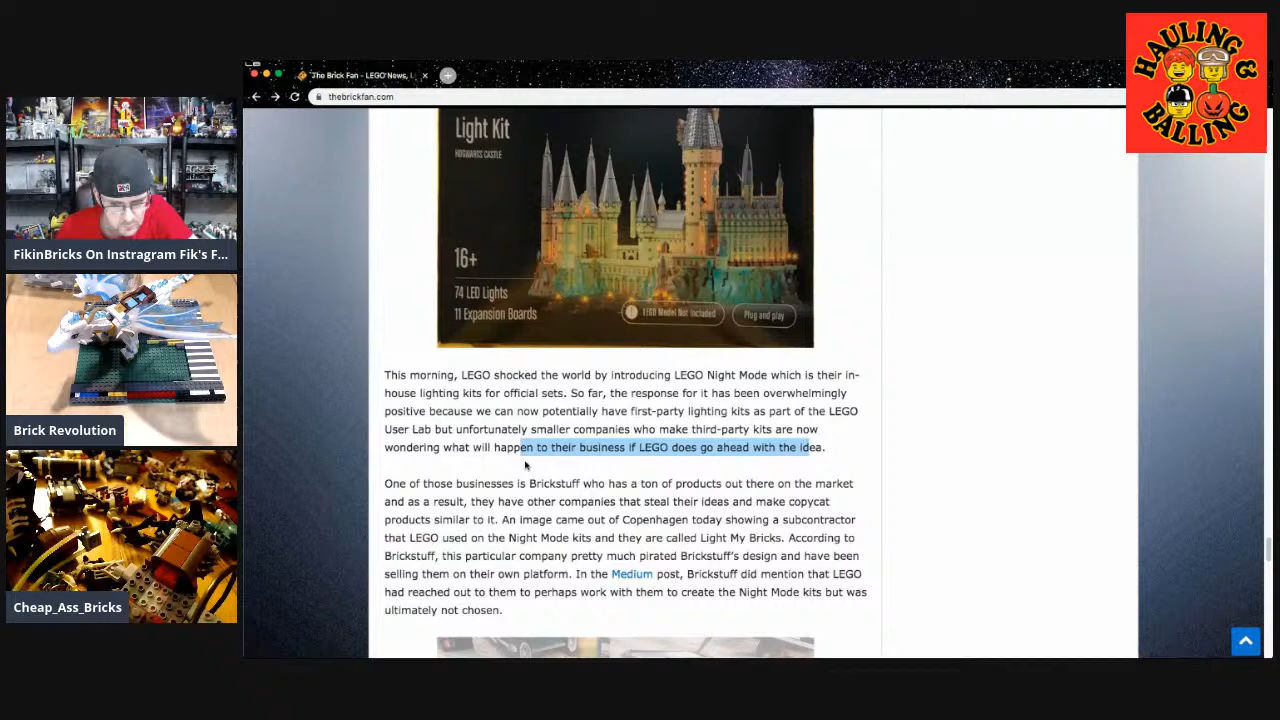 HAULING &
BALLING
The Brick Fan - LEGO News, L
thebrickfan.com
FikinBricks On Instragram Fik's F...
Brick Revolution
Cheap_Ass_Bricks
Light Kit
HOGWARTS CASTLE
16+
74 LED Lights
11 Expansion Boards
LEGO Model Not Included
Plug and play
This morning, LEGO shocked the world by introducing LEGO Night Mode which is their in-
house lighting kits for official sets. So far, the response for it has been overwhelmingly
positive because we can now potentially have first-party lighting kits as part of the LEGO
User Lab but unfortunately smaller companies who make third-party kits are now
wondering what will happen to their business if LEGO does go ahead with the idea.
One of those businesses is Brickstuff who has a ton of products out there on the market
and as a result, they have other companies that steal their ideas and make copycat
products similar to it. An image came out of Copenhagen today showing a subcontractor
that LEGO used on the Night Mode kits and they are called Light My Bricks. According to
Brickstuff, this particular company pretty much pirated Brickstuff's design and have been
selling them on their own platform. In the Medium post, Brickstuff did mention that LEGO
had reached out to them to perhaps work with them to create the Night Mode kits but was
ultimately not chosen.